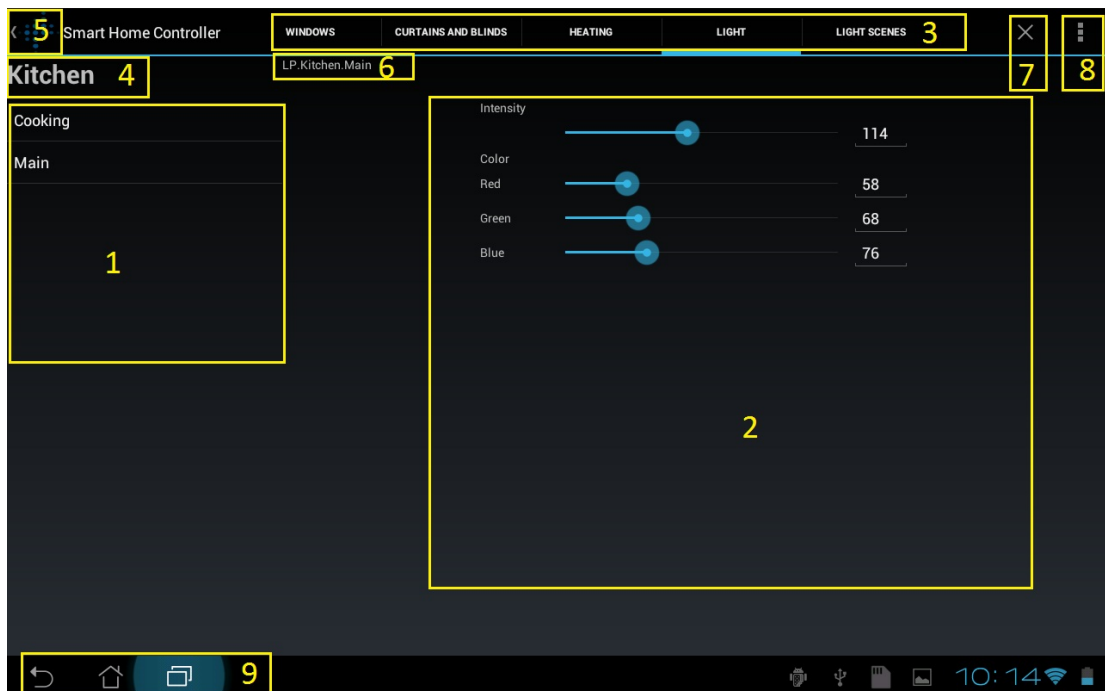 5 Smart Home Controller WINDOWS CURTAINS AND BLINDS HEATING LIGHT LIGHT SCENES 3
7 8
Kitchen 4 LP.Kitchen.Main 6
Cooking
Main
1
Intensity
114
Color
Red 58
Green 68
Blue 76
2
9 10:14